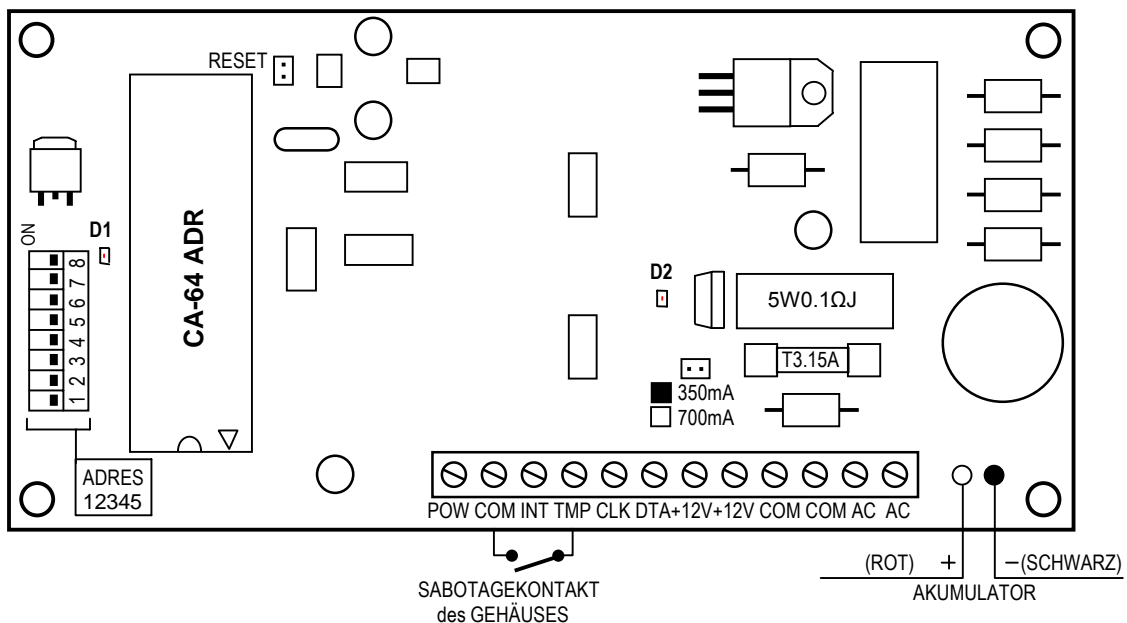 RESET
ON
D1
8
7
6
5
4
3
2
1
CA-64 ADR
D2
5W0.1ΩJ
T3.15A
350mA
700mA
ADRES
12345
POW COM INT TMP CLK DTA+12V+12V COM COM AC AC
SABOTAGEKONTAKT
des GEHÄUSES
(ROT) + −(SCHWARZ)
AKUMULATOR